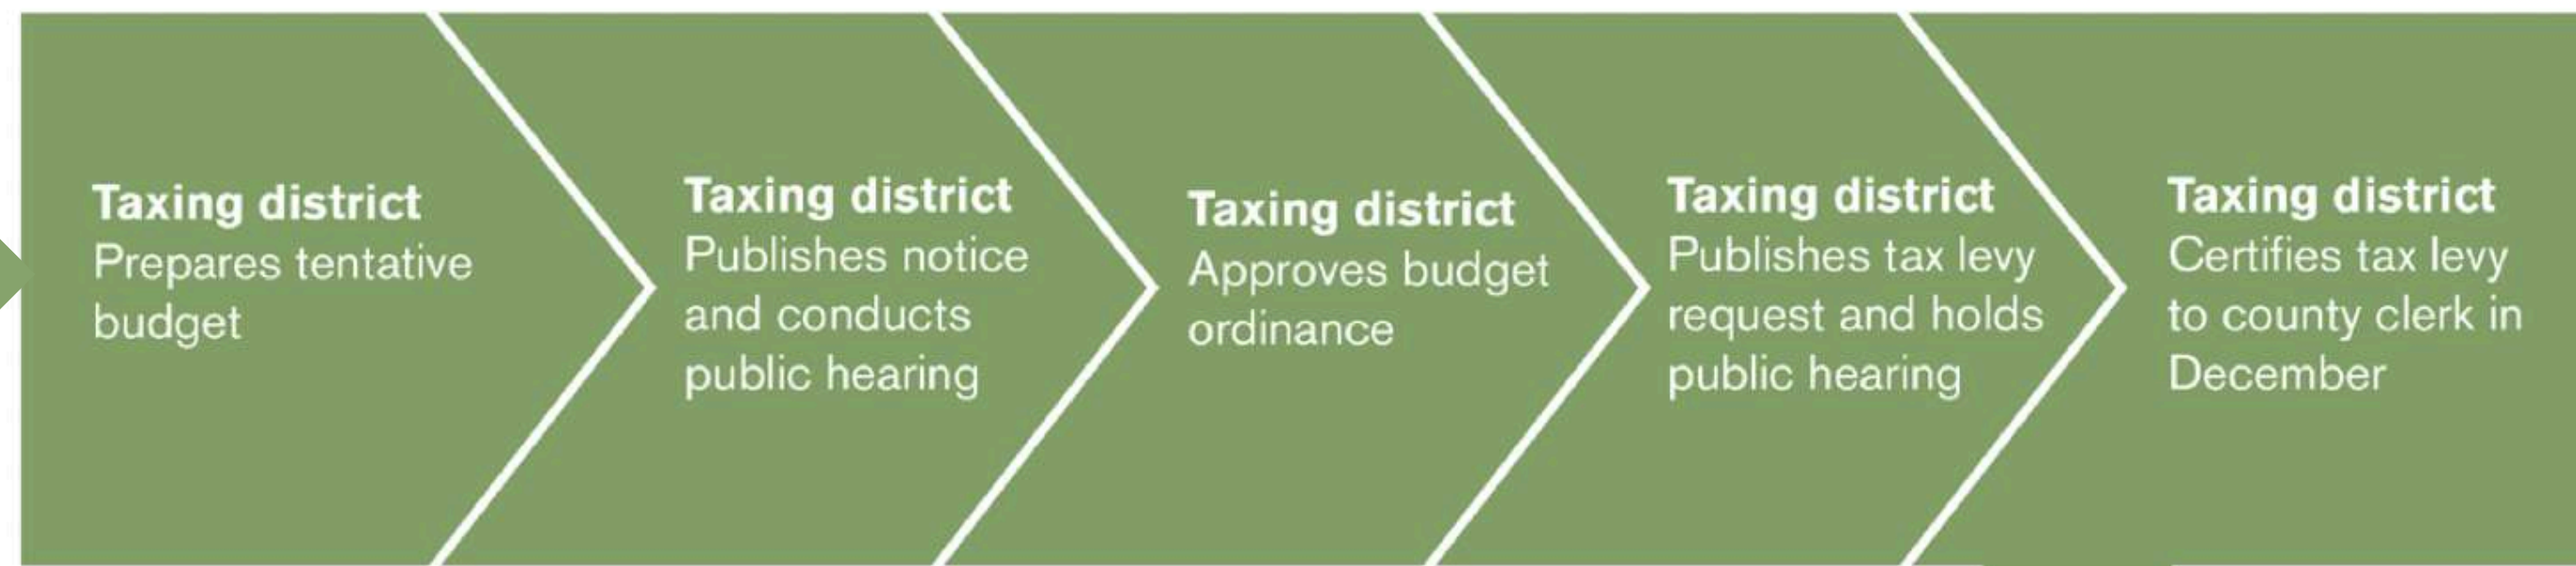 Taxing district
Prepares tentative
budget
Taxing district
Publishes notice
and conducts
public hearing
Taxing district
Approves budget
ordinance
Taxing district
Publishes tax levy
request and holds
public hearing
Taxing district
Certifies tax levy
to county clerk in
December